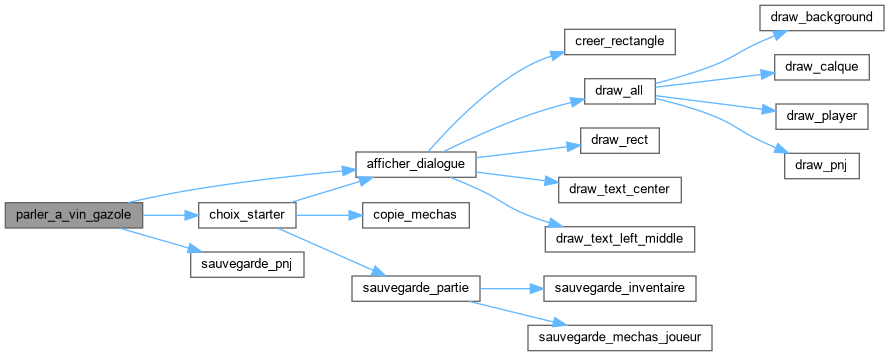 draw_background
creer_rectangle
draw_calque
draw_all
draw_player
draw_rect
afficher_dialogue
draw_pnj
draw_text_center
parler_a_vin_gazole
choix_starter
copie_mechas
draw_text_left_middle
sauvegarde_pnj
sauvegarde_partie
sauvegarde_inventaire
sauvegarde_mechas_joueur